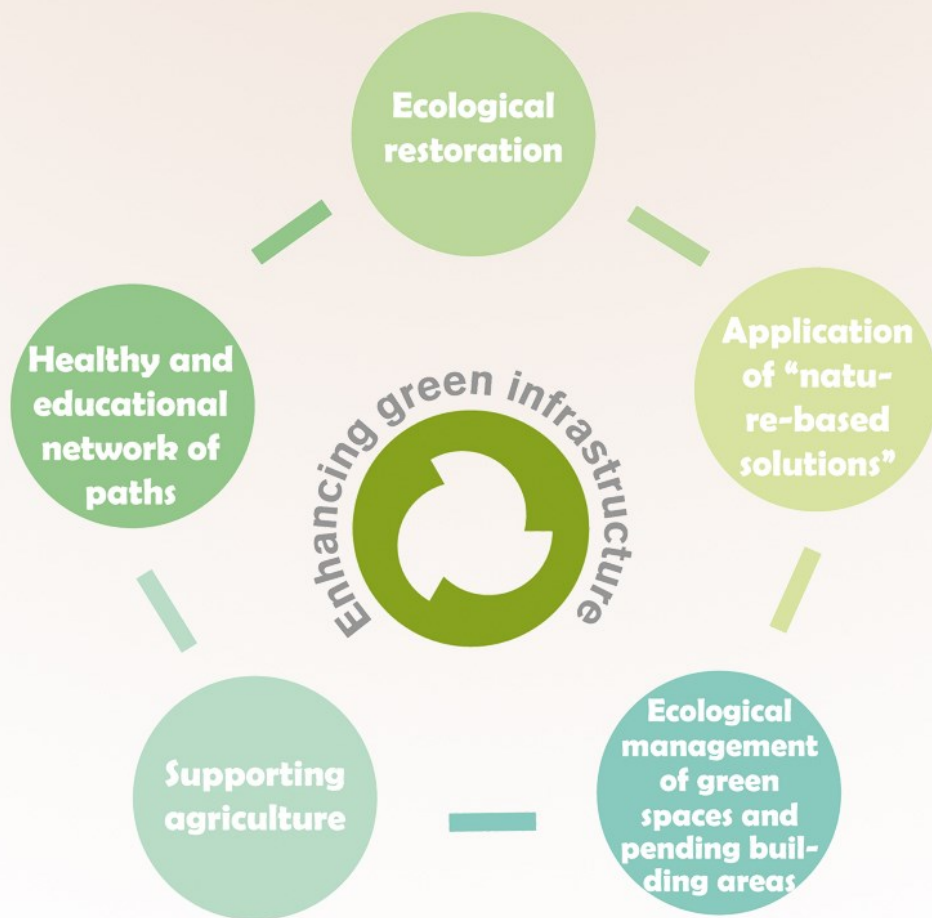 Ecological
restoration
Application
of “natu-
re-based
solutions”
Healthy and
educational
network of
paths
Enhancing green infrastructure
Ecological
management
of green
spaces and
pending buil-
ding areas
Supporting
agriculture